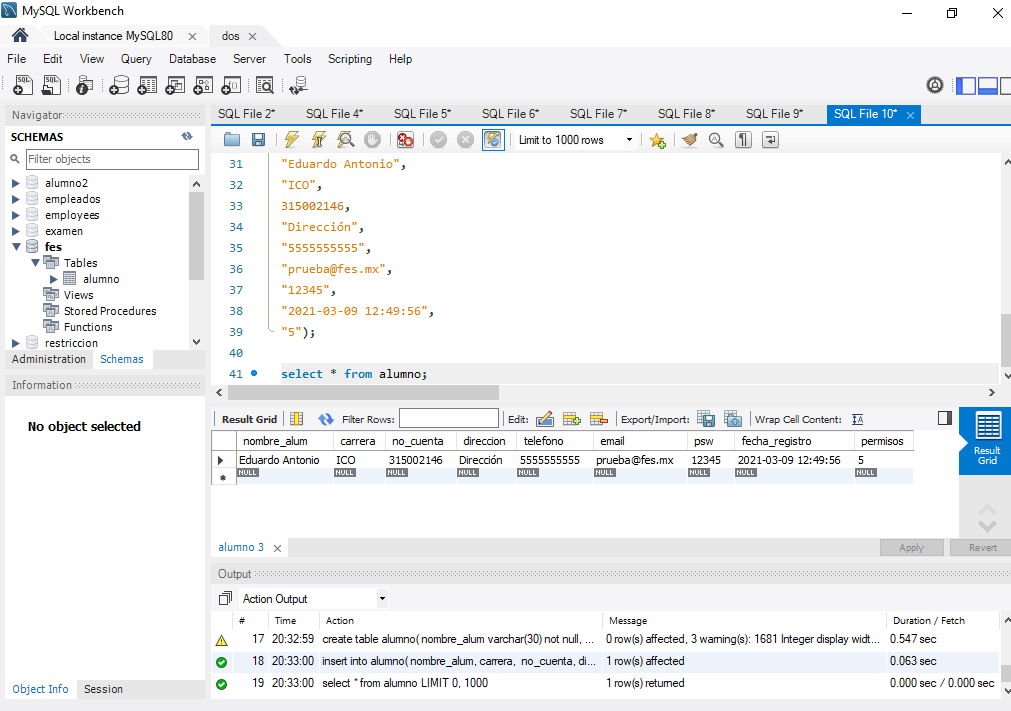 MySQL Workbench
Local instance MySQL80 dos
File Edit View Query Database Server Tools Scripting Help
Navigator
SCHEMAS
Filter objects
alumno2
empleados
employees
examen
fes
Tables
alumno
Views
Stored Procedures
Functions
restriccion
Administration Schemas
Information
No object selected
Object Info Session
SQL File 2* SQL File 4* SQL File 5* SQL File 6* SQL File 7* SQL File 8* SQL File 9* SQL File 10*
Limit to 1000 rows
31 "Eduardo Antonio",
32 "ICO",
33 315002146,
34 "Dirección",
35 "5555555555",
36 "prueba@fes.mx",
37 "12345",
38 "2021-03-09 12:49:56",
39 "5");
40
41 select * from alumno;
Result Grid Filter Rows: Edit: Export/Import: Wrap Cell Content:
nombre_alum carrera no_cuenta direccion telefono email psw fecha_registro permisos
Eduardo Antonio ICO 315002146 Dirección 5555555555 prueba@fes.mx 12345 2021-03-09 12:49:56 5
NULL NULL NULL NULL NULL NULL NULL NULL NULL
Result
Grid
alumno 3 Apply Revert
Output
Action Output
# Time Action Message Duration / Fetch
17 20:32:59 create table alumno( nombre_alum varchar(30) not null, ... 0 row(s) affected, 3 warning(s): 1681 Integer display widt... 0.547 sec
18 20:33:00 insert into alumno( nombre_alum, carrera, no_cuenta, di... 1 row(s) affected 0.063 sec
19 20:33:00 select * from alumno LIMIT 0, 1000 1 row(s) returned 0.000 sec / 0.000 sec